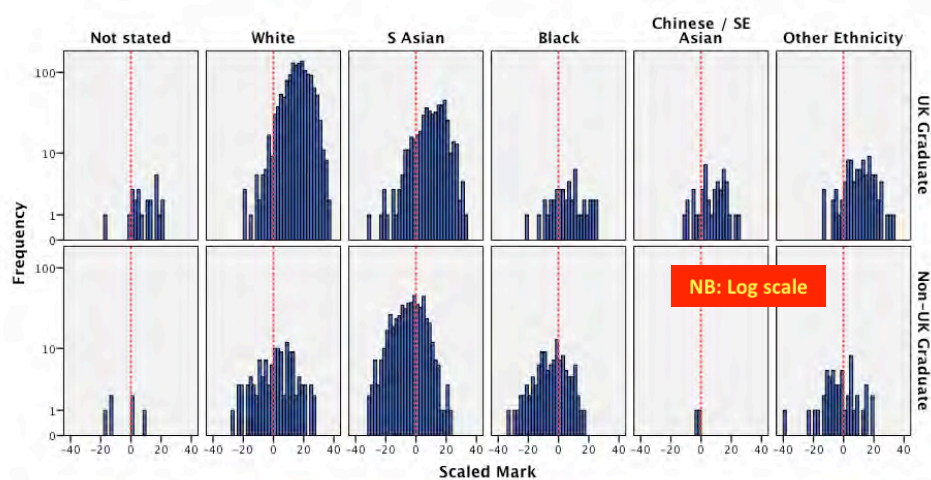 Not stated
White
S Asian
Black
Chinese / SE
Asian
Other Ethnicity
Frequency
100
10
1
0
UK Graduate
100
10
1
0
NB: Log scale
Non-UK Graduate
-40 -20 0 20 40
-40 -20 0 20 40
-40 -20 0 20 40
-40 -20 0 20 40
-40 -20 0 20 40
-40 -20 0 20 40
Scaled Mark